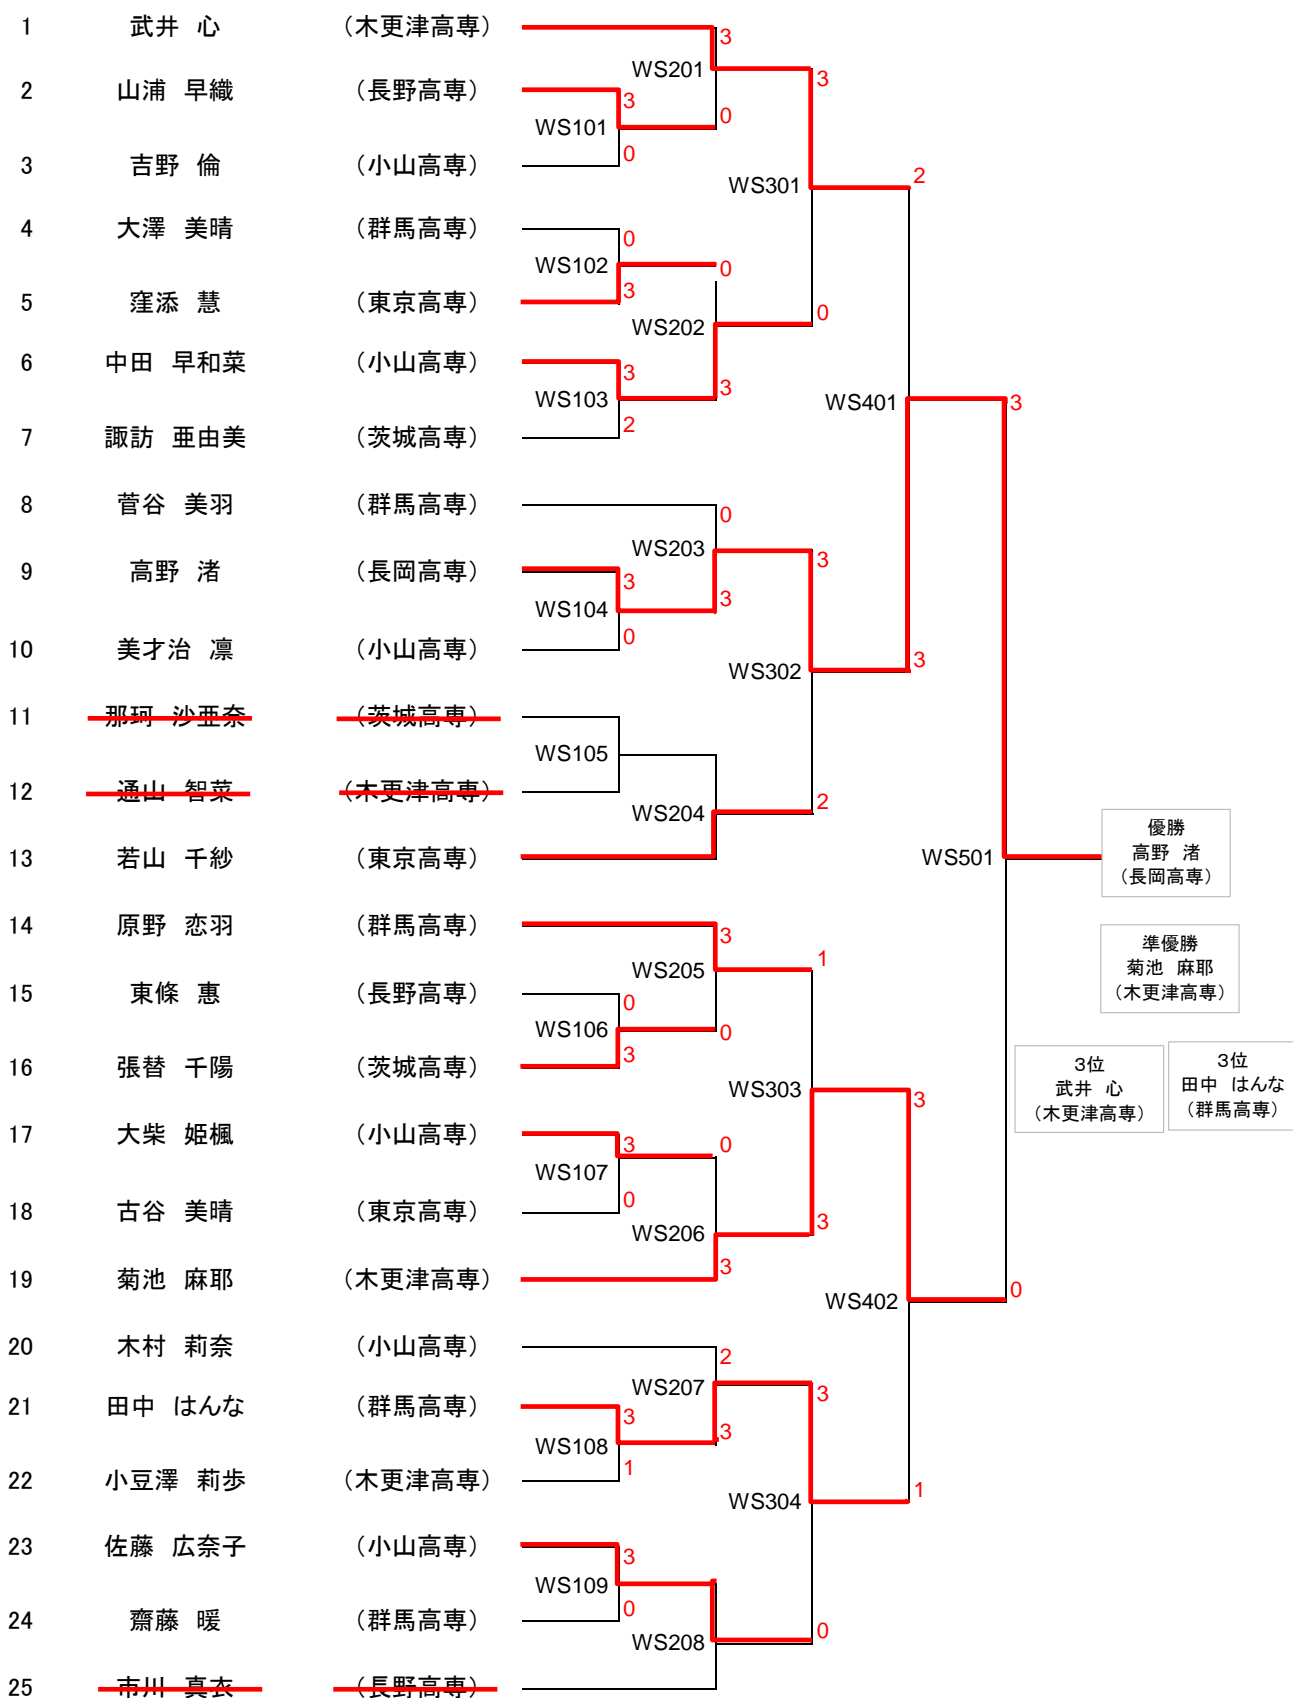 1 武井 心 （木更津高専）
3
WS201
3
2 山浦 早織 （長野高専）
3
0
WS101
0
3 吉野 倫 （小山高専）
WS301
2
4 大澤 美晴 （群馬高専）
0
WS102
0
3
5 窪添 慧 （東京高専）
0
WS202
6 中田 早和菜 （小山高専）
3
3
WS103
WS401
3
2
7 諏訪 亜由美 （茨城高専）
8 菅谷 美羽 （群馬高専）
0
WS203
3
9 高野 渚 （長岡高専）
3
3
WS104
0
10 美才治 凛 （小山高専）
3
WS302
11 那珂 沙亜奈 （茨城高専）
WS105
12 通山 智菜 （木更津高専）
2
WS204
13 若山 千紗 （東京高専）
WS501
優勝
高野 渚
（長岡高専）
14 原野 恋羽 （群馬高専）
3
1
WS205
準優勝
菊池 麻耶
（木更津高専）
15 東條 惠 （長野高専）
0
WS106
0
3
16 張替 千陽 （茨城高専）
WS303
3
3位
武井 心
（木更津高専）
3位
田中 はんな
（群馬高専）
17 大柴 姫楓 （小山高専）
3
0
WS107
0
18 古谷 美晴 （東京高専）
3
WS206
3
19 菊池 麻耶 （木更津高専）
WS402
0
20 木村 莉奈 （小山高専）
2
WS207
3
21 田中 はんな （群馬高専）
3
3
WS108
1
22 小豆澤 莉歩 （木更津高専）
1
WS304
23 佐藤 広奈子 （小山高専）
3
WS109
0
24 齋藤 暖 （群馬高専）
0
WS208
25 市川 真衣 （長野高専）